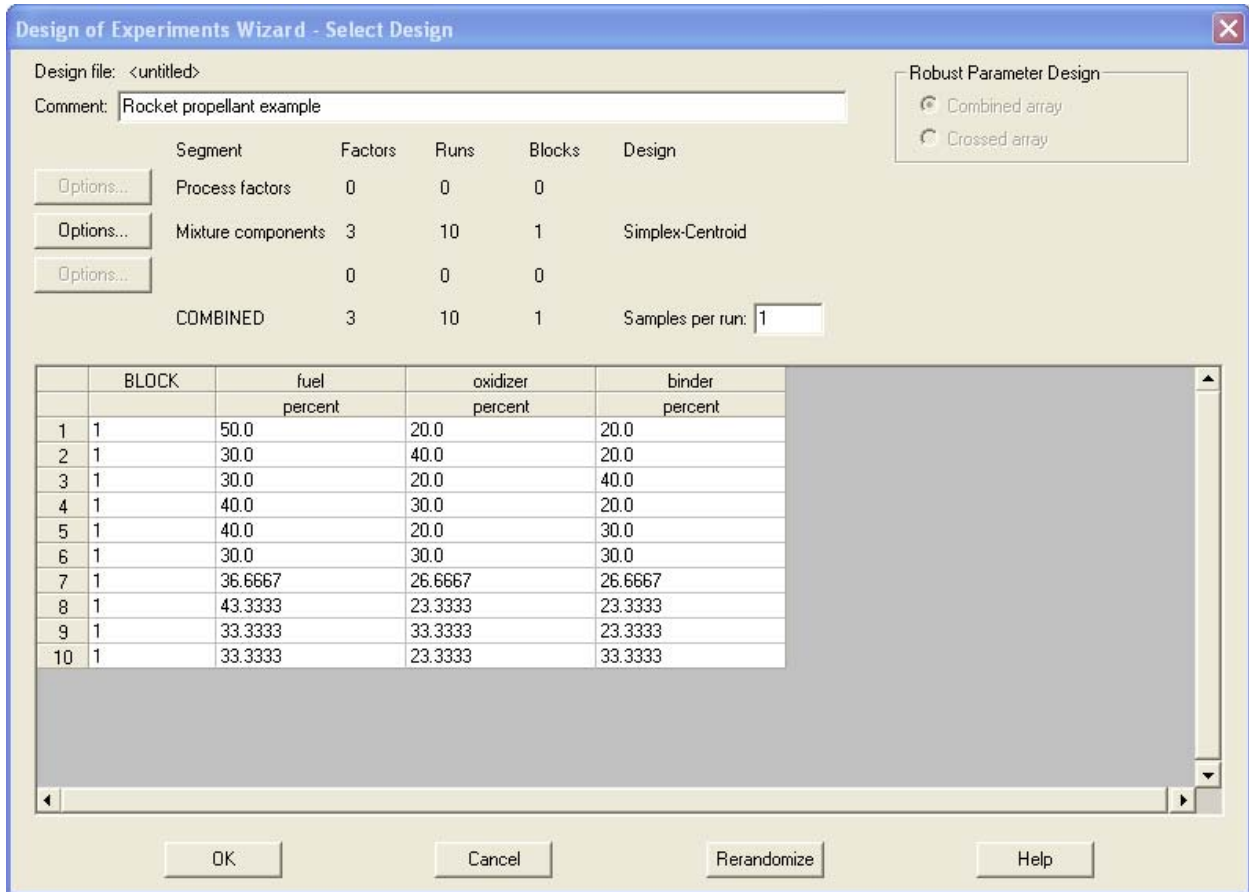 Design of Experiments Wizard - Select Design
Design file: <untitled>
Comment: Rocket propellant example
Robust Parameter Design
Combined array
Crossed array
Segment Factors Runs Blocks Design
Options... Process factors 0 0 0
Options... Mixture components 3 10 1 Simplex-Centroid
Options... 0 0 0
COMBINED 3 10 1 Samples per run: 1
BLOCK fuel oxidizer binder
percent percent percent
1 1 50.0 20.0 20.0
2 1 30.0 40.0 20.0
3 1 30.0 20.0 40.0
4 1 40.0 30.0 20.0
5 1 40.0 20.0 30.0
6 1 30.0 30.0 30.0
7 1 36.6667 26.6667 26.6667
8 1 43.3333 23.3333 23.3333
9 1 33.3333 33.3333 23.3333
10 1 33.3333 23.3333 33.3333
OK Cancel Rerandomize Help